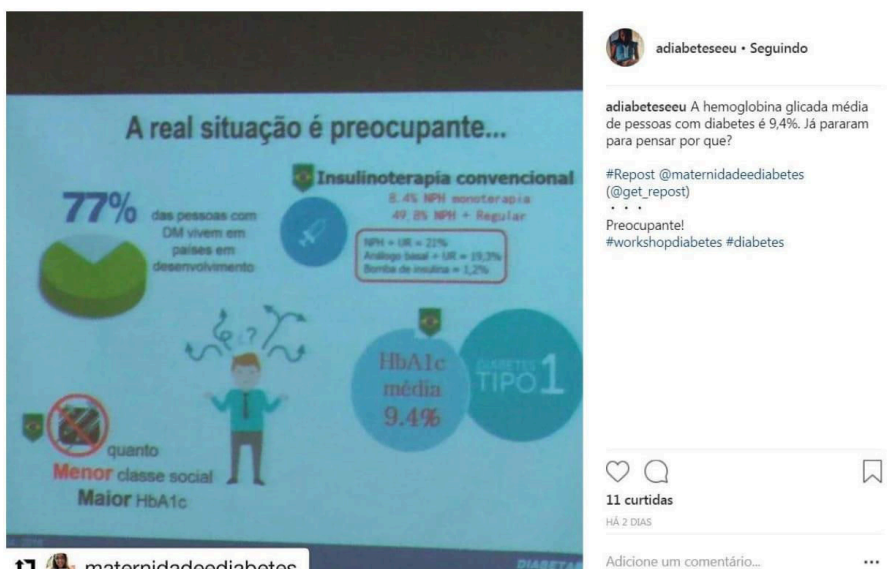 A real situação é preocupante...
77%
das pessoas com
DM vivem em
países em
desenvolvimento
Insulinoterapia convencional
8.4% NPH monoterapia
49.8% NPH + Regular
NPH + UR = 21%
Análogo basal + UR = 19,3%
Bomba de insulina = 1,2%
¿?
HbA1c
média
9.4%
DIABETES
TIPO 1
quanto
Menor classe social
Maior HbA1c
maternidadeediabetes
adiabeteseeu • Seguindo
adiabeteseeu A hemoglobina glicada média
de pessoas com diabetes é 9,4%. Já pararam
para pensar por que?
#Repost @maternidadeediabetes
(@get_repost)
・・・
Preocupante!
#workshopdiabetes #diabetes
11 curtidas
HÁ 2 DIAS
Adicione um comentário...